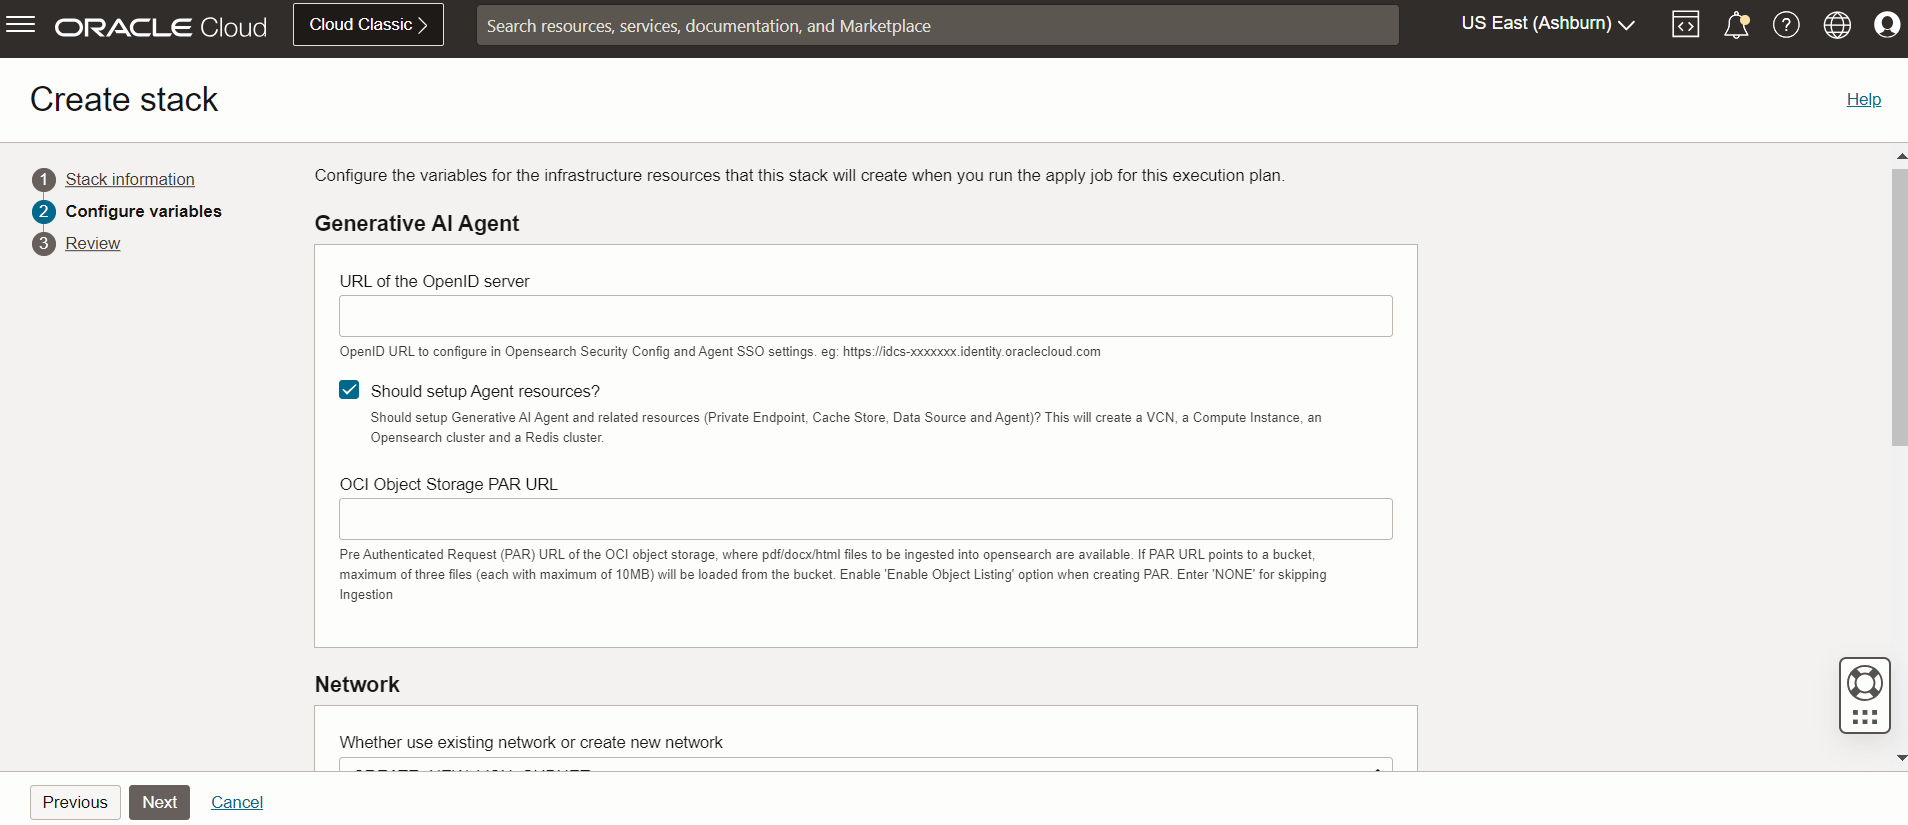 ORACLE Cloud
Cloud Classic
Search resources, services, documentation, and Marketplace
US East (Ashburn)
Create stack
Help
1 Stack information
2 Configure variables
3 Review
Configure the variables for the infrastructure resources that this stack will create when you run the apply job for this execution plan.
Generative AI Agent
URL of the OpenID server
OpenID URL to configure in Opensearch Security Config and Agent SSO settings. eg: https://idcs-xxxxxxx.identity.oraclecloud.com
Should setup Agent resources?
Should setup Generative AI Agent and related resources (Private Endpoint, Cache Store, Data Source and Agent)? This will create a VCN, a Compute Instance, an
Opensearch cluster and a Redis cluster.
OCI Object Storage PAR URL
Pre Authenticated Request (PAR) URL of the OCI object storage, where pdf/docx/html files to be ingested into opensearch are available. If PAR URL points to a bucket,
maximum of three files (each with maximum of 10MB) will be loaded from the bucket. Enable 'Enable Object Listing' option when creating PAR. Enter 'NONE' for skipping
Ingestion
Network
Whether use existing network or create new network
Previous
Next
Cancel